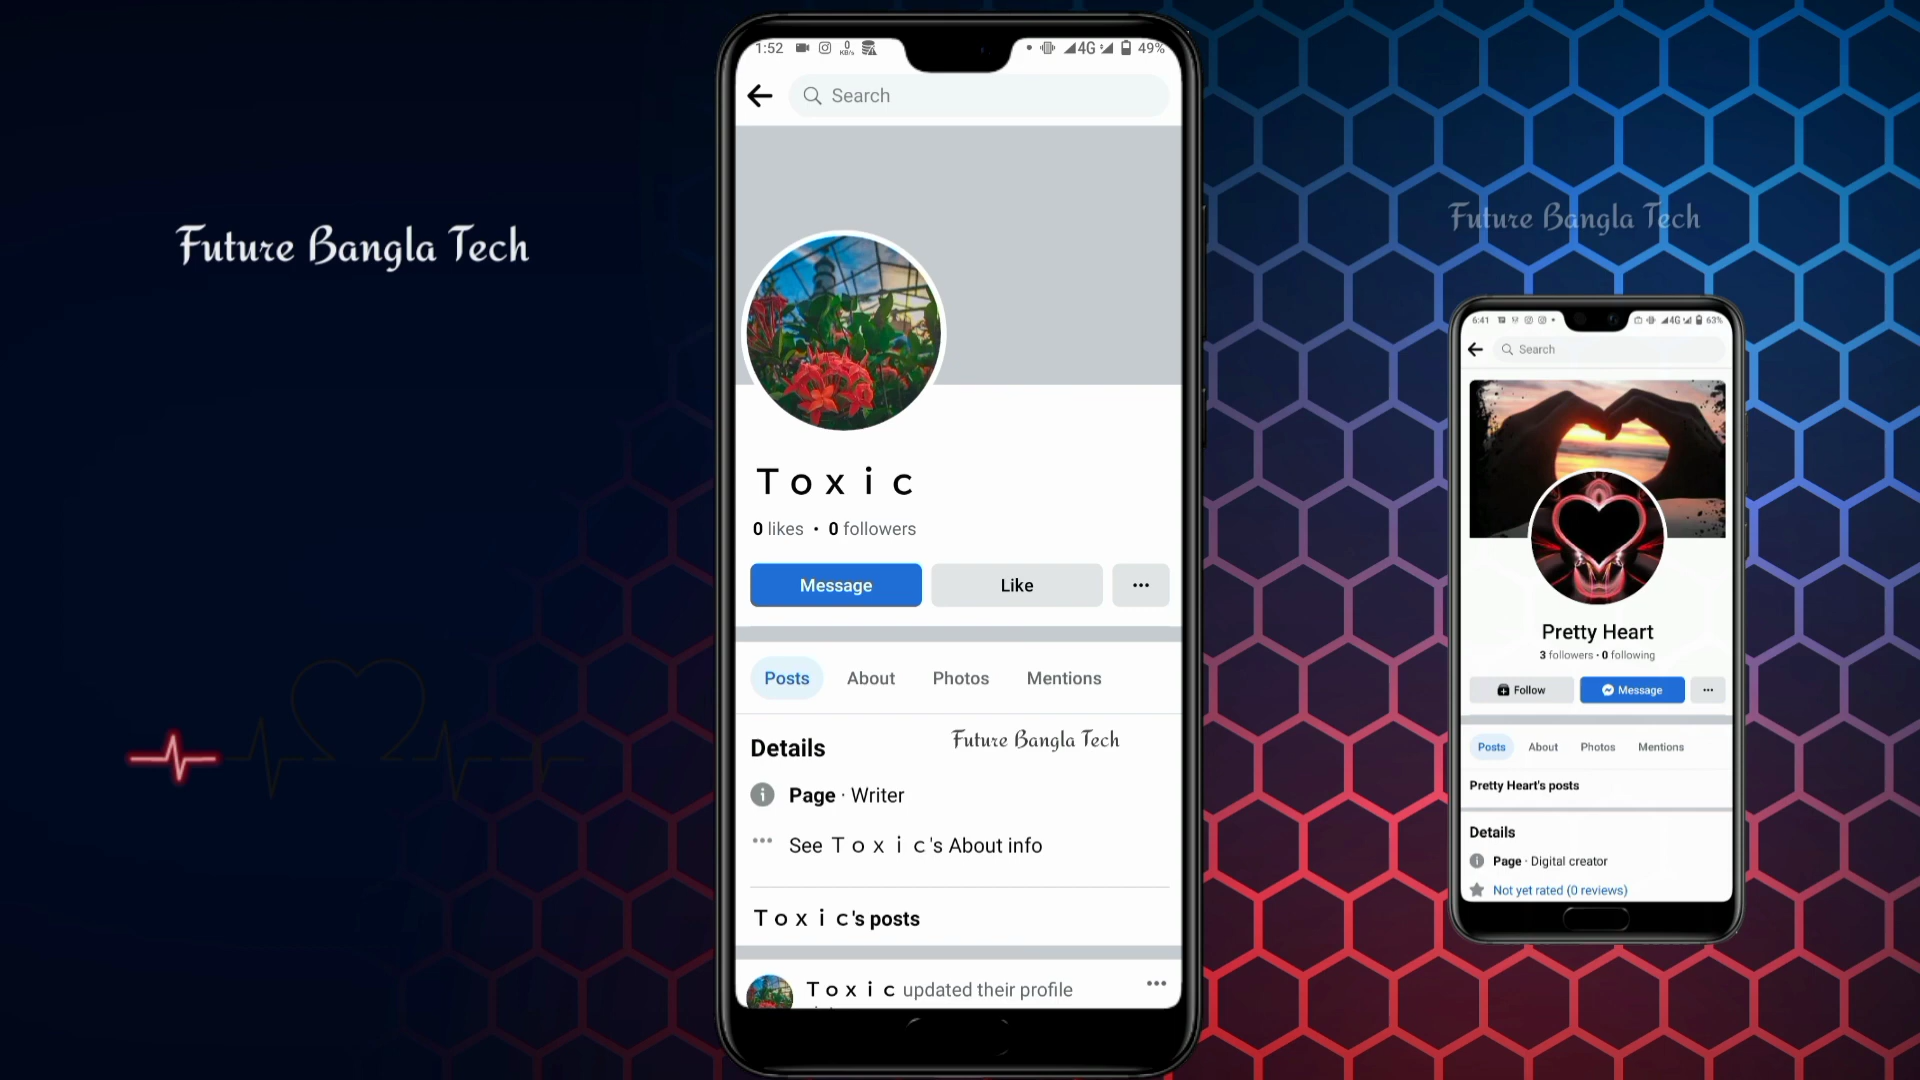 Future Bangla Tech
1:52 0 KB/s 4G 49%
Search
T o x i c
0 likes • 0 followers
Message Like ...
Posts About Photos Mentions
Details
Future Bangla Tech
Page · Writer
... See T o x i c's About info
T o x i c's posts
T o x i c updated their profile ...
Future Bangla Tech
6:41 4G 63%
Search
Pretty Heart
3 followers • 0 following
Follow Message ...
Posts About Photos Mentions
Pretty Heart's posts
Details
Page · Digital creator
Not yet rated (0 reviews)